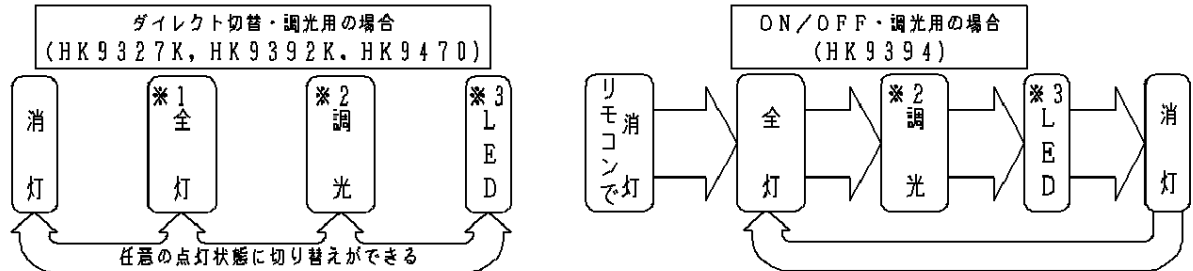 ダイレクト切替・調光用の場合
(HK9327K，HK9392K．HK9470)
消灯
※1
全灯
※2
調光
※3
LED
任意の点灯状態に切り替えができる
ON／OFF・調光用の場合
(HK9394)
リモコンで
消灯
全灯
※2
調光
※3
LED
消灯